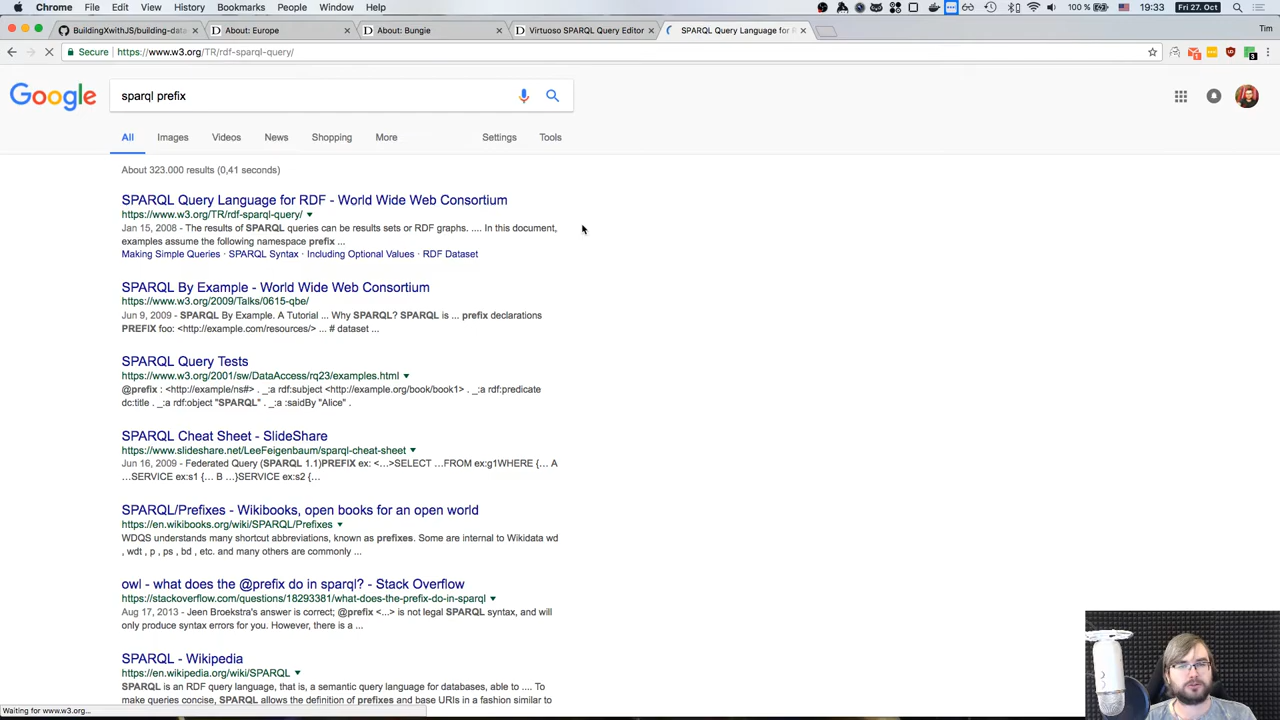 Chrome File Edit View History Bookmarks People Window Help 100 % 19:33 Fri 27. Oct
BuildingXwithJS/building-data × About: Europe × About: Bungie × Virtuoso SPARQL Query Editor × SPARQL Query Language for R × Tim
Secure https://www.w3.org/TR/rdf-sparql-query/
Google sparql prefix
All Images Videos News Shopping More Settings Tools
About 323.000 results (0,41 seconds)
SPARQL Query Language for RDF - World Wide Web Consortium
https://www.w3.org/TR/rdf-sparql-query/
Jan 15, 2008 - The results of SPARQL queries can be results sets or RDF graphs. .... In this document,
examples assume the following namespace prefix ...
Making Simple Queries · SPARQL Syntax · Including Optional Values · RDF Dataset
SPARQL By Example - World Wide Web Consortium
https://www.w3.org/2009/Talks/0615-qbe/
Jun 9, 2009 - SPARQL By Example. A Tutorial ... Why SPARQL? SPARQL is ... prefix declarations
PREFIX foo: <http://example.com/resources/> ... # dataset ...
SPARQL Query Tests
https://www.w3.org/2001/sw/DataAccess/rq23/examples.html
@prefix : <http://example/ns#> . _:a rdf:subject <http://example.org/book/book1> . _:a rdf:predicate
dc:title . _:a rdf:object "SPARQL" . _:a :saidBy "Alice" .
SPARQL Cheat Sheet - SlideShare
https://www.slideshare.net/LeeFeigenbaum/sparql-cheat-sheet
Jun 16, 2009 - Federated Query (SPARQL 1.1)PREFIX ex: <...>SELECT ...FROM ex:g1WHERE {... A
...SERVICE ex:s1 {... B ...}SERVICE ex:s2 {...
SPARQL/Prefixes - Wikibooks, open books for an open world
https://en.wikibooks.org/wiki/SPARQL/Prefixes
WDQS understands many shortcut abbreviations, known as prefixes. Some are internal to Wikidata wd
, wdt , p , ps , bd , etc. and many others are commonly ...
owl - what does the @prefix do in sparql? - Stack Overflow
https://stackoverflow.com/questions/18293381/what-does-the-prefix-do-in-sparql
Aug 17, 2013 - Jeen Broekstra's answer is correct; @prefix <...> is not legal SPARQL syntax, and will
only produce syntax errors for you. However, there is a ...
SPARQL - Wikipedia
https://en.wikipedia.org/wiki/SPARQL
SPARQL is an RDF query language, that is, a semantic query language for databases, able to .... To
make queries concise, SPARQL allows the definition of prefixes and base URIs in a fashion similar to
Waiting for www.w3.org...